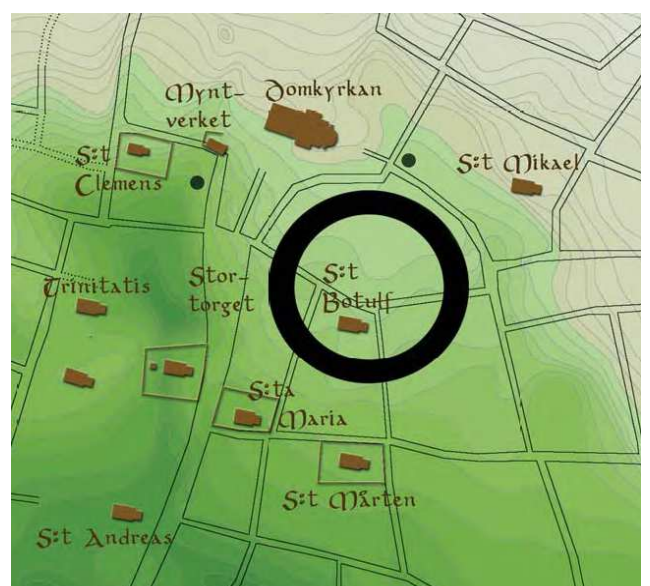 Mynt-
verket
Domkyrkan
S:t
Clemens
S:t Mikael
Stor-
torget
S:t
Botulf
Trinitatis
S:ta
Maria
S:t Mårten
S:t Andreas